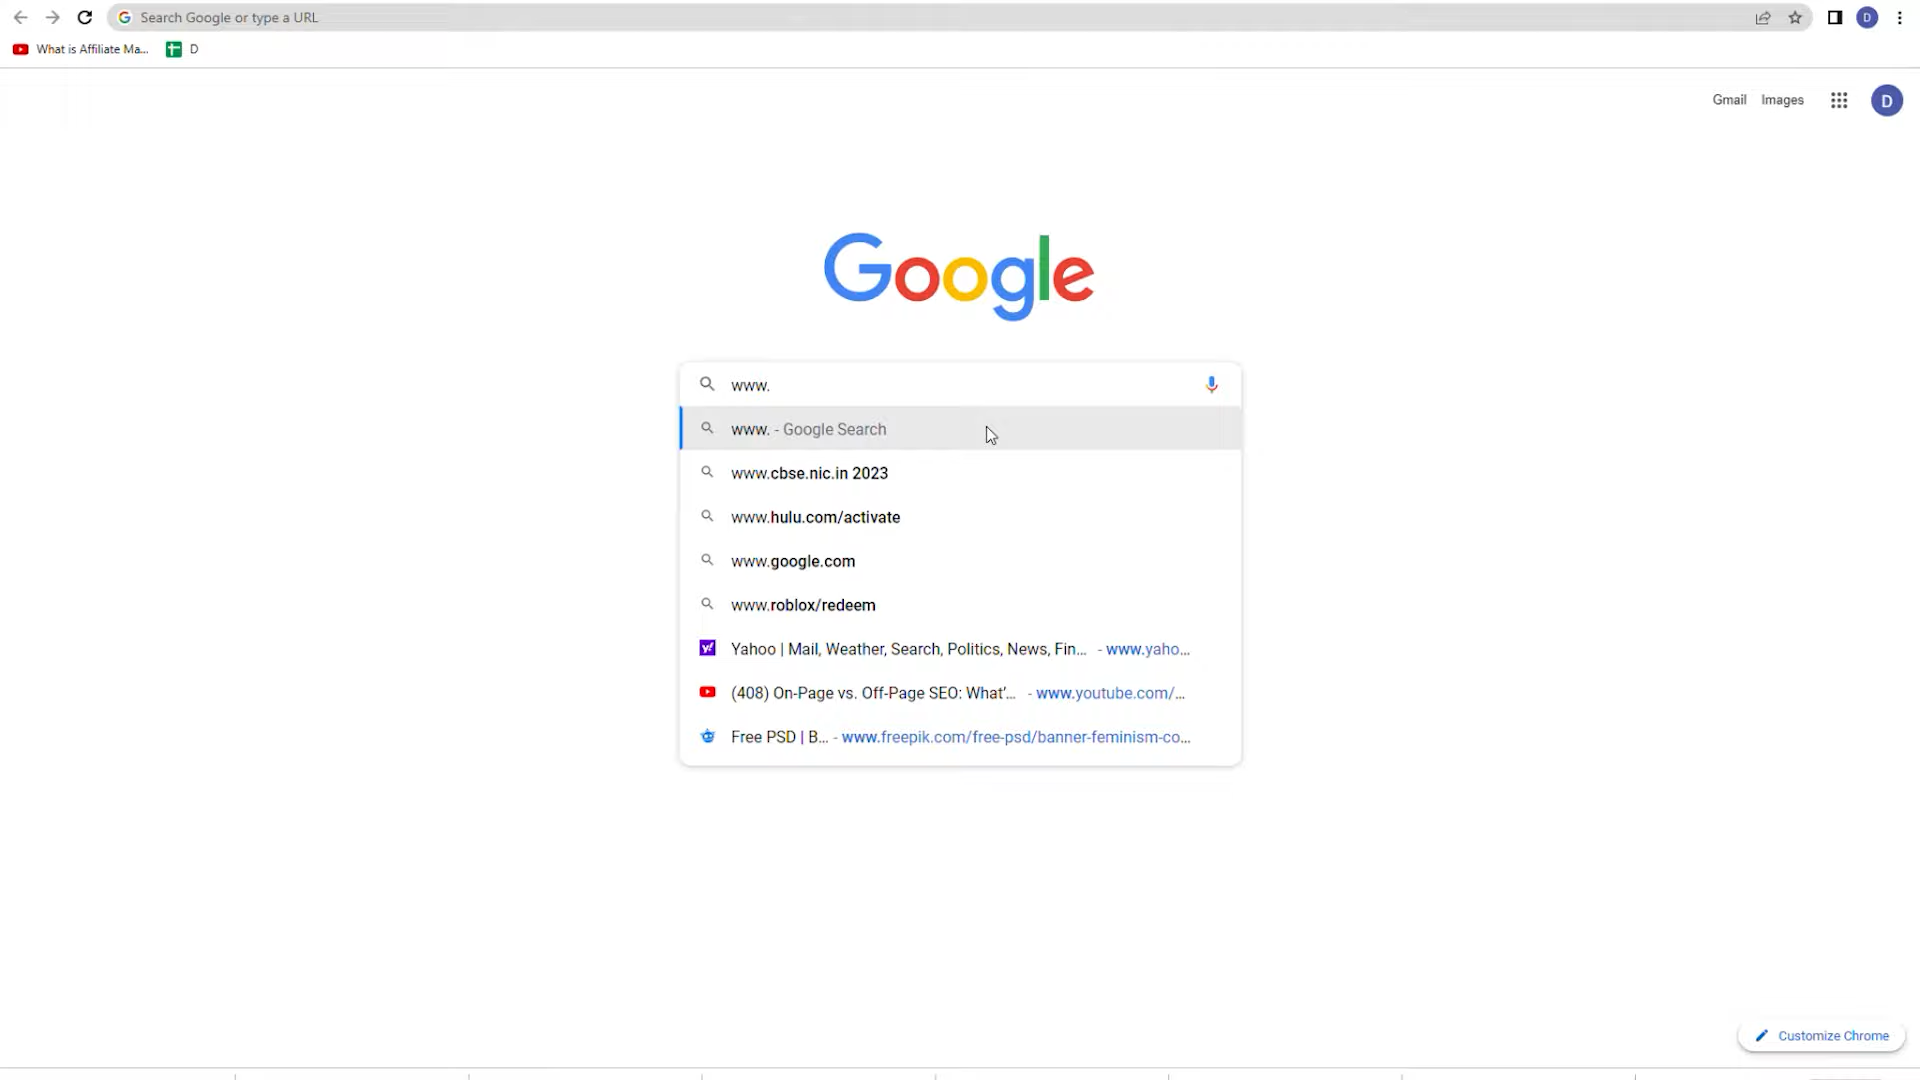 Search Google or type a URL
D
What is Affiliate Ma...
D
Gmail
Images
D
Google
www.
www. - Google Search
www.cbse.nic.in 2023
www.hulu.com/activate
www.google.com
www.roblox/redeem
Yahoo | Mail, Weather, Search, Politics, News, Fin... - www.yaho...
(408) On-Page vs. Off-Page SEO: What'... - www.youtube.com/...
Free PSD | B... - www.freepik.com/free-psd/banner-feminism-co...
Customize Chrome